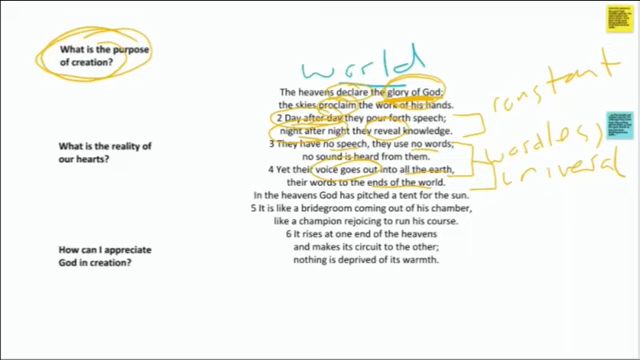 What is the purpose
of creation?
world
The heavens declare the glory of God;
the skies proclaim the work of his hands.
2 Day after day they pour forth speech;
night after night they reveal knowledge.
3 They have no speech, they use no words;
no sound is heard from them.
4 Yet their voice goes out into all the earth,
their words to the ends of the world.
In the heavens God has pitched a tent for the sun.
5 It is like a bridegroom coming out of his chamber,
like a champion rejoicing to run his course.
6 It rises at one end of the heavens
and makes its circuit to the other;
nothing is deprived of its warmth.
constant
wordless
universal
What is the reality of
our hearts?
How can I appreciate
God in creation?